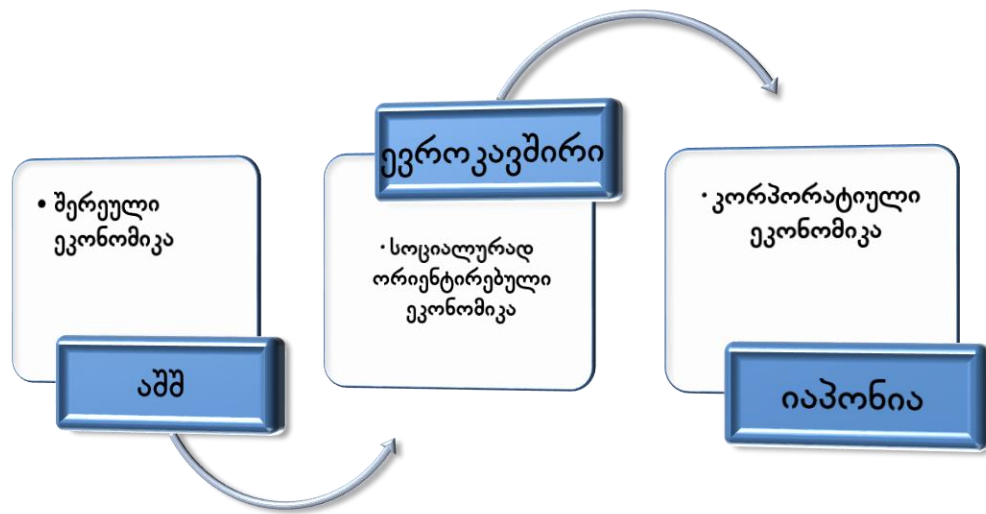 • შერეული
ეკონომიკა
აშშ
ევროკავშირი
• სოციალურად
ორიენტირებული
ეკონომიკა
• კორპორატიული
ეკონომიკა
იაპონია